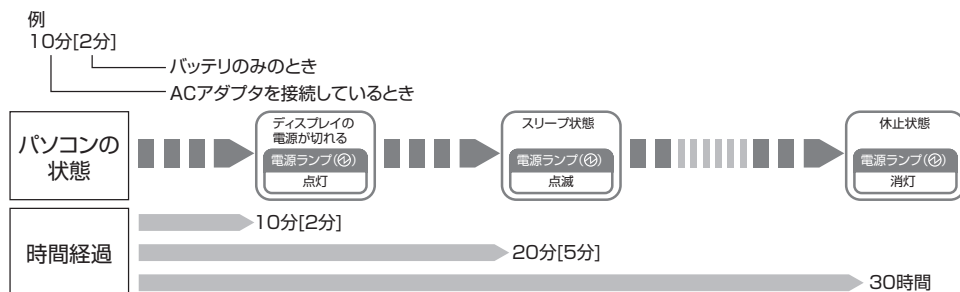 例
10分[2分]
バッテリのみのとき
ACアダプタを接続しているとき
パソコンの
状態
ディスプレイの
電源が切れる
電源ランプ()
点灯
スリープ状態
電源ランプ()
点滅
休止状態
電源ランプ()
消灯
時間経過
10分[2分]
20分[5分]
30時間